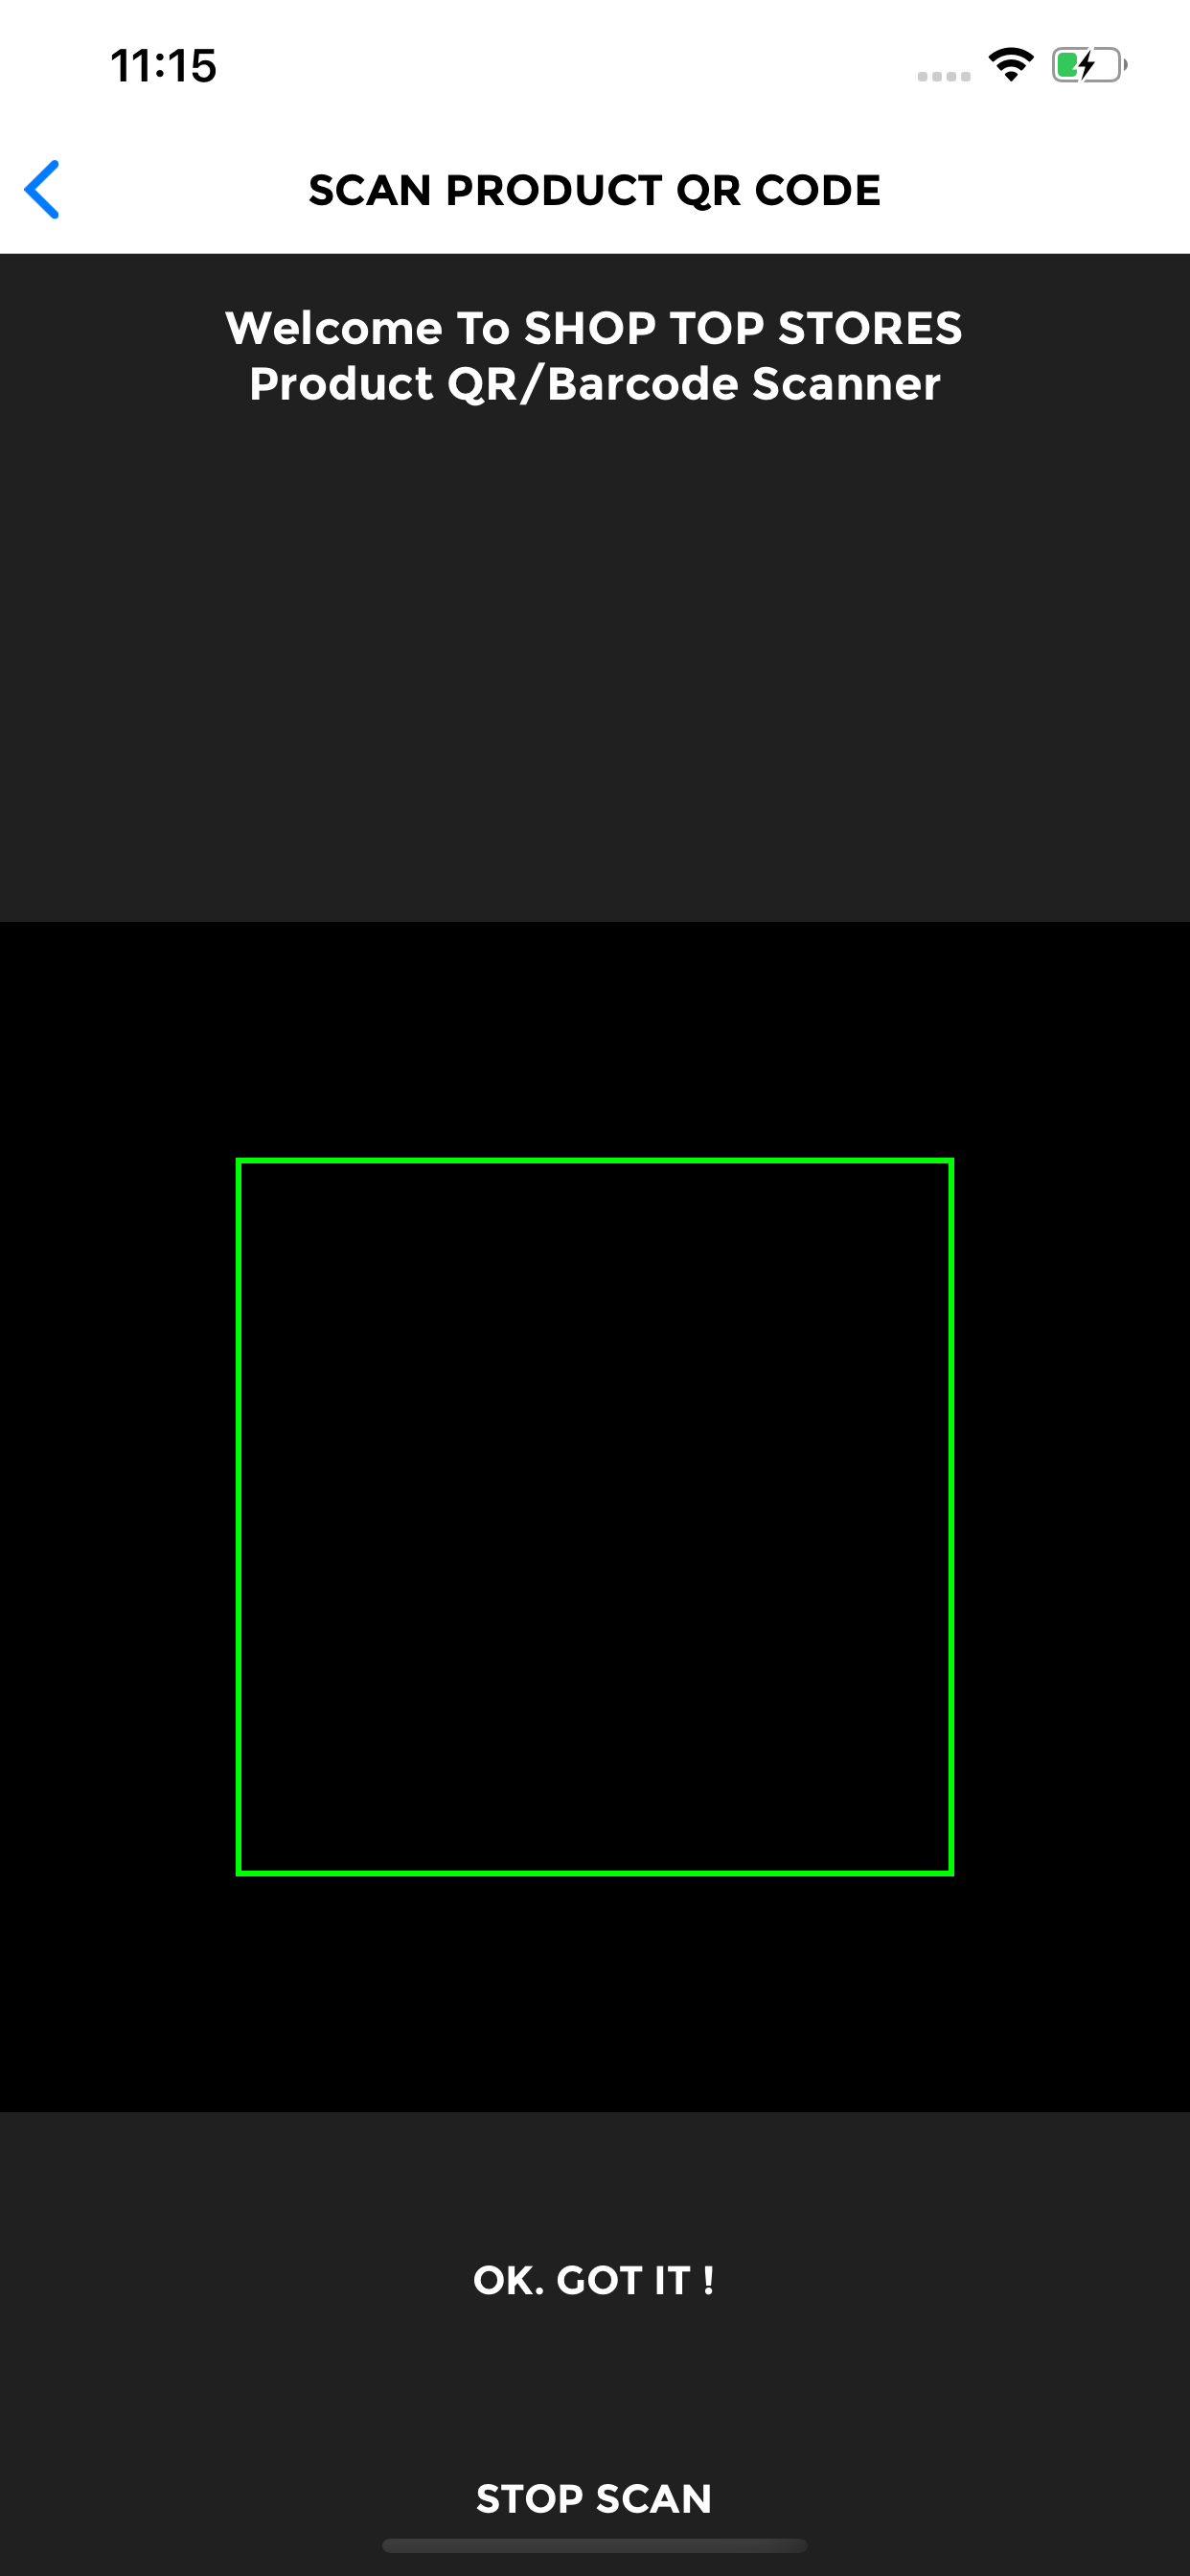 11:15
SCAN PRODUCT QR CODE
Welcome To SHOP TOP STORES
Product QR/Barcode Scanner
OK. GOT IT !
STOP SCAN